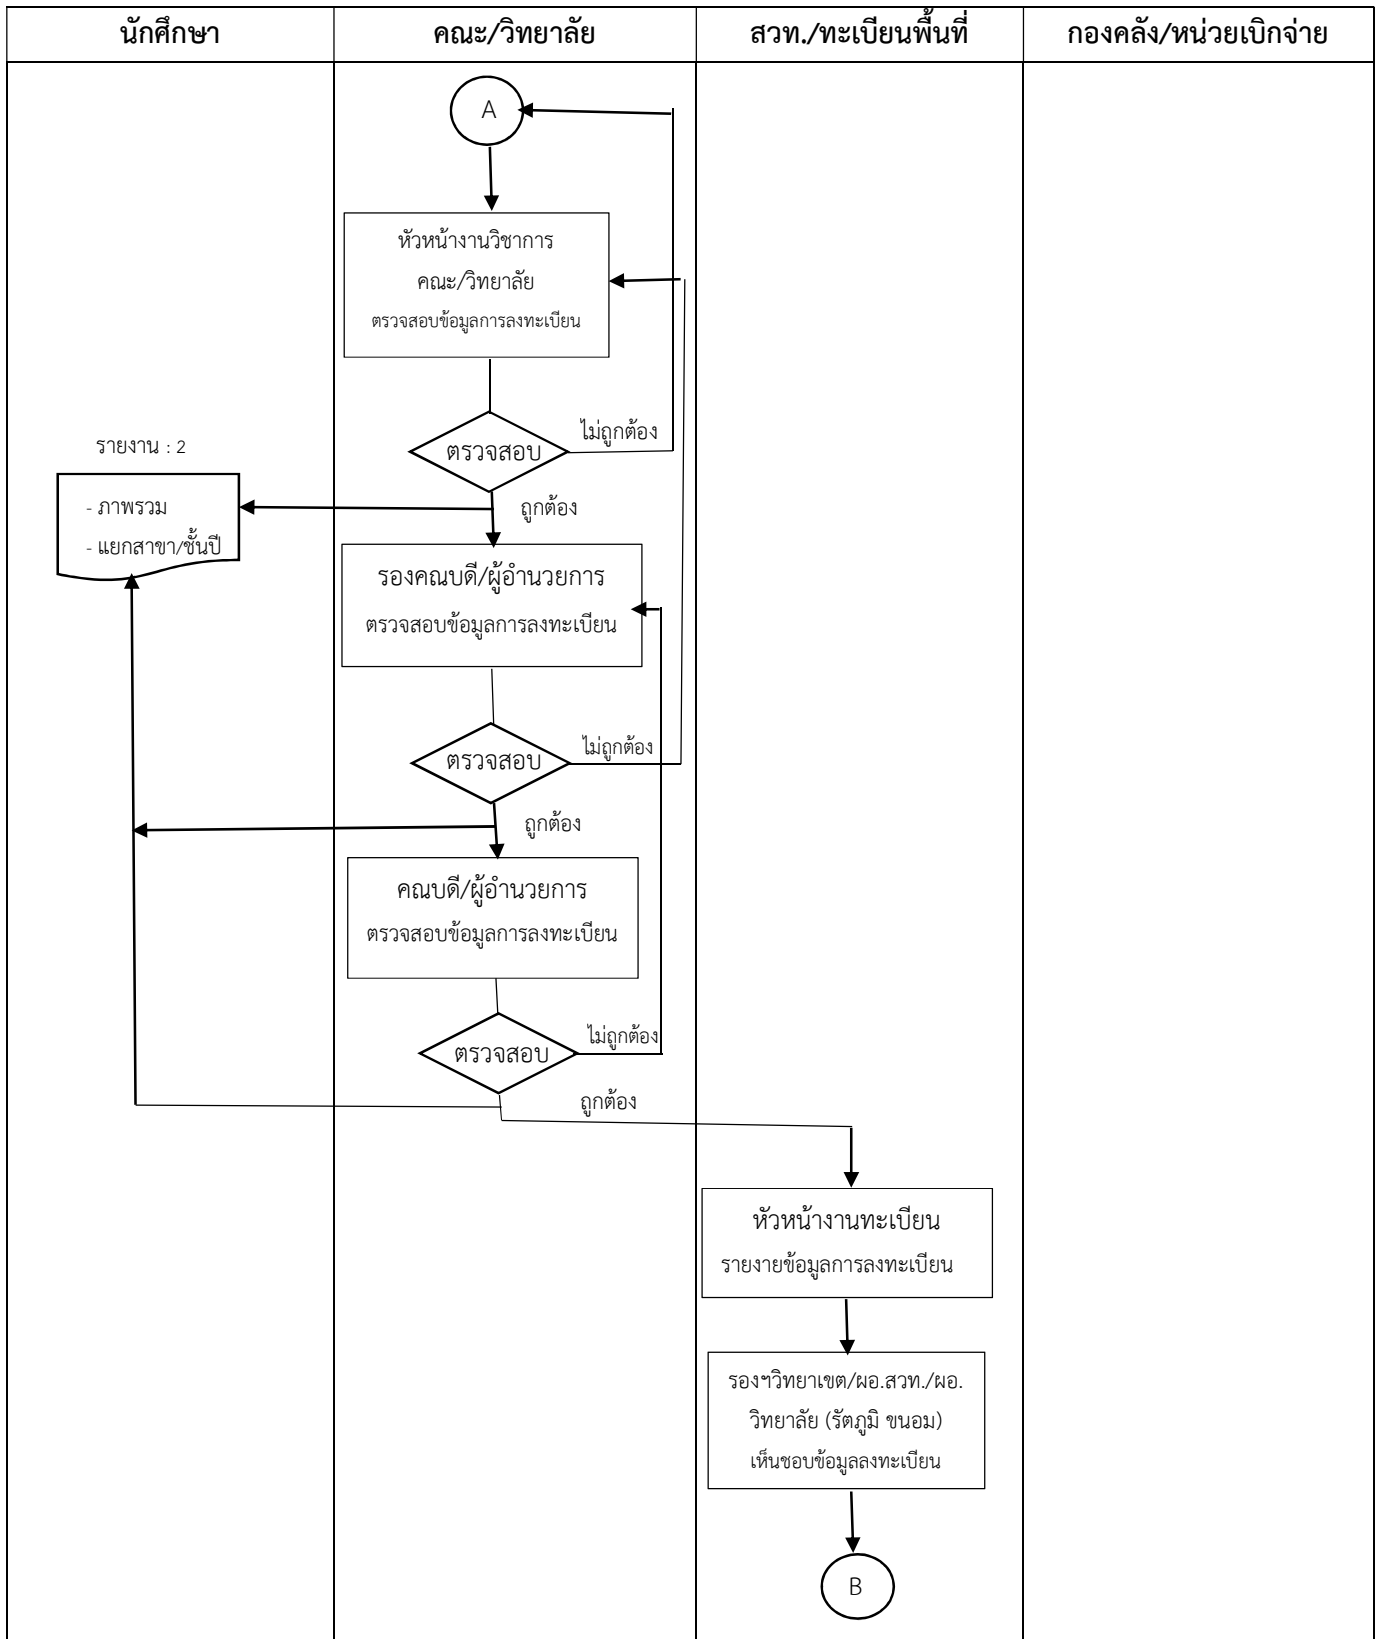 นักศึกษา
คณะ/วิทยาลัย
สวท./ทะเบียนพื้นที่
กองคลัง/หน่วยเบิกจ่าย
A
หัวหน้างานวิชาการ
คณะ/วิทยาลัย
ตรวจสอบข้อมูลการลงทะเบียน
ไม่ถูกต้อง
ตรวจสอบ
รายงาน : 2
- ภาพรวม
- แยกสาขา/ชั้นปี
ถูกต้อง
รองคณบดี/ผู้อำนวยการ
ตรวจสอบข้อมูลการลงทะเบียน
ไม่ถูกต้อง
ตรวจสอบ
ถูกต้อง
คณบดี/ผู้อำนวยการ
ตรวจสอบข้อมูลการลงทะเบียน
ไม่ถูกต้อง
ตรวจสอบ
ถูกต้อง
หัวหน้างานทะเบียน
รายงายข้อมูลการลงทะเบียน
รองฯวิทยาเขต/ผอ.สวท./ผอ.
วิทยาลัย (รัตภูมิ ขนอม)
เห็นชอบข้อมูลลงทะเบียน
B